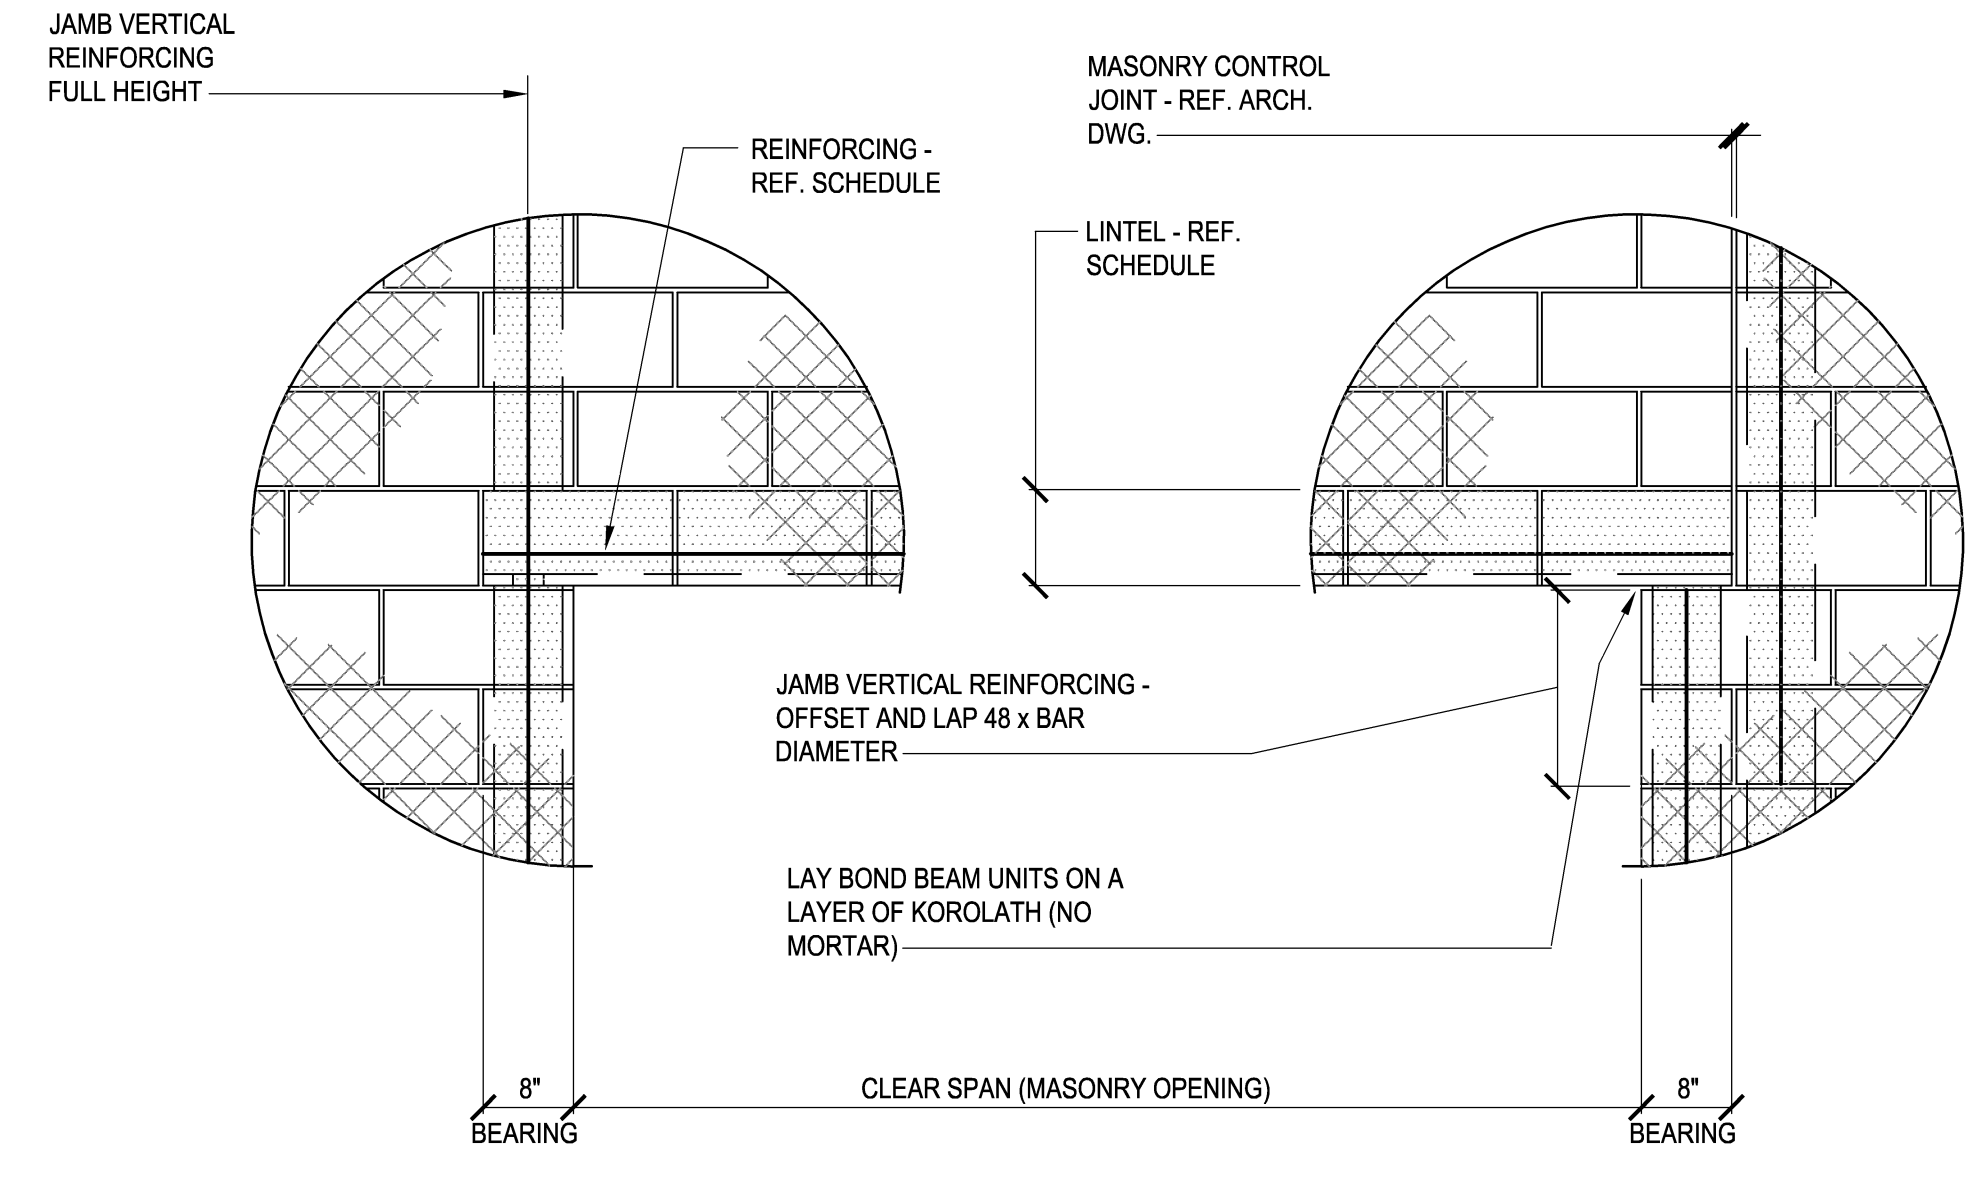 JAMB VERTICAL
REINFORCING
FULL HEIGHT
MASONRY CONTROL
JOINT - REF. ARCH.
DWG.
REINFORCING -
REF. SCHEDULE
LINTEL - REF.
SCHEDULE
JAMB VERTICAL REINFORCING -
OFFSET AND LAP 48 x BAR
DIAMETER
LAY BOND BEAM UNITS ON A
LAYER OF KOROLATH (NO
MORTAR)
8"
BEARING
CLEAR SPAN (MASONRY OPENING)
8"
BEARING